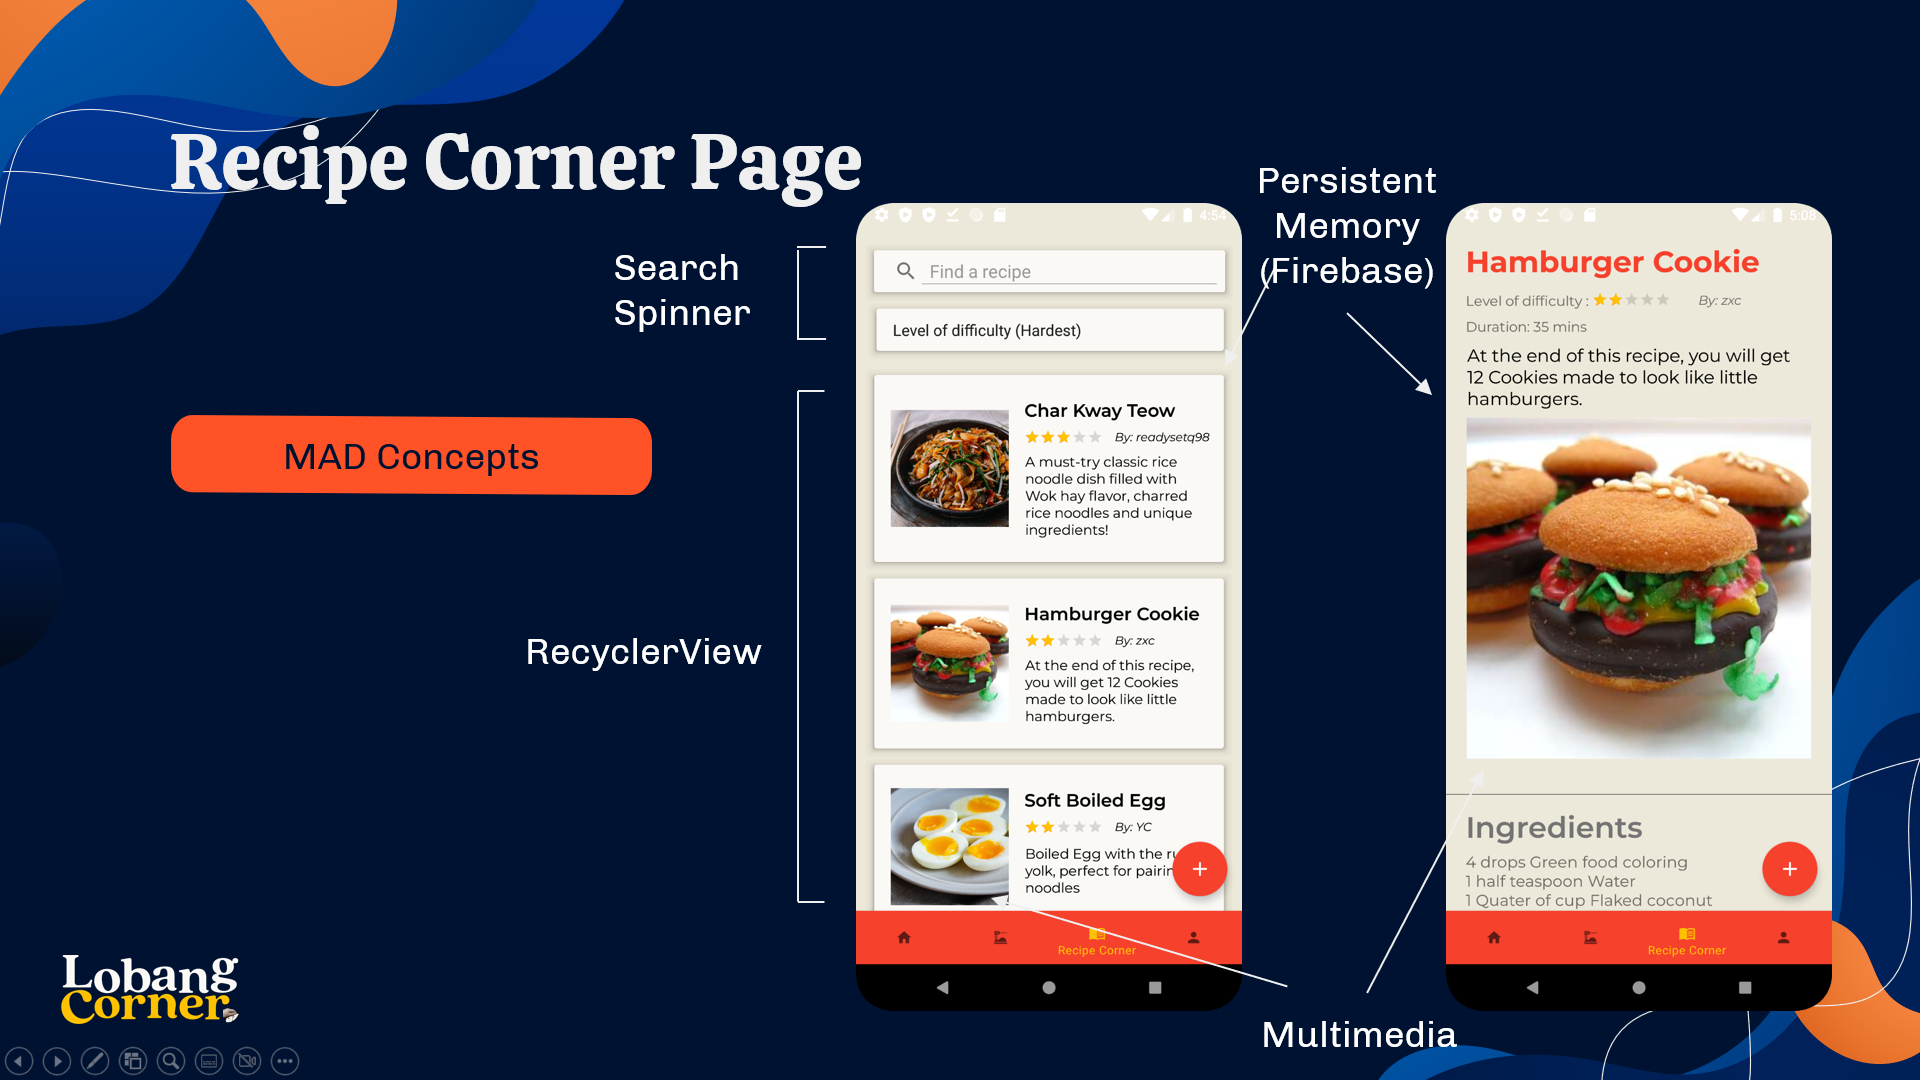 Recipe Corner Page
Search
Spinner
MAD Concepts
RecyclerView
Lobang
Corner
4:54
Find a recipe
Level of difficulty (Hardest)
Char Kway Teow
By: readysetq98
A must-try classic rice
noodle dish filled with
Wok hay flavor, charred
rice noodles and unique
ingredients!
Hamburger Cookie
By: zxc
At the end of this recipe,
you will get 12 Cookies
made to look like little
hamburgers.
Soft Boiled Egg
By: YC
Boiled Egg with the
yolk, perfect for
noodles
Recipe Corner
Persistent
Memory
(Firebase)
Multimedia
5:08
Hamburger Cookie
Level of difficulty :
By: zxc
Duration: 35 mins
At the end of this recipe, you will get
12 Cookies made to look like little
hamburgers.
Ingredients
4 drops Green food coloring
1 half teaspoon Water
1 Quater of cup Flaked coconut
Recipe Corner